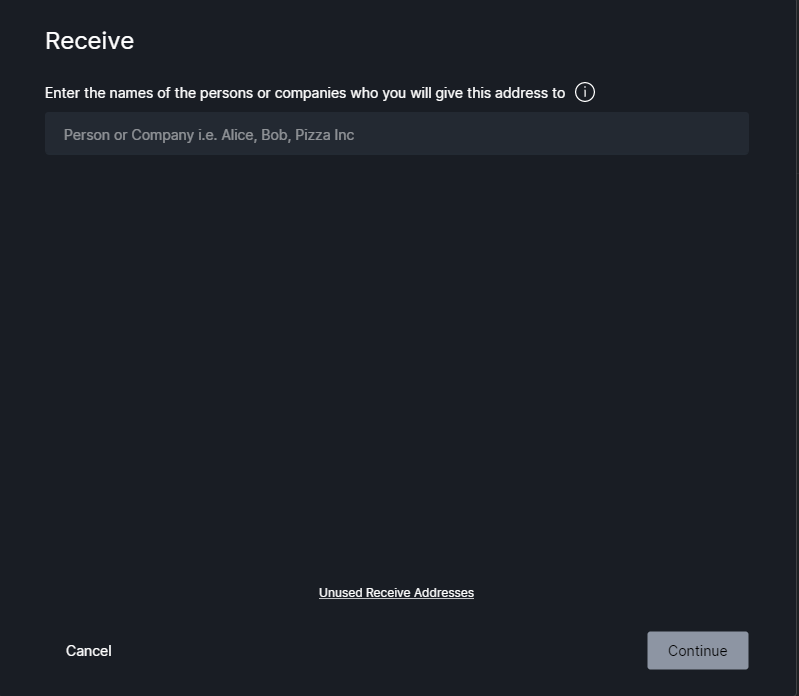 Receive
Enter the names of the persons or companies who you will give this address to
Person or Company i.e. Alice, Bob, Pizza Inc
Unused Receive Addresses
Cancel
Continue